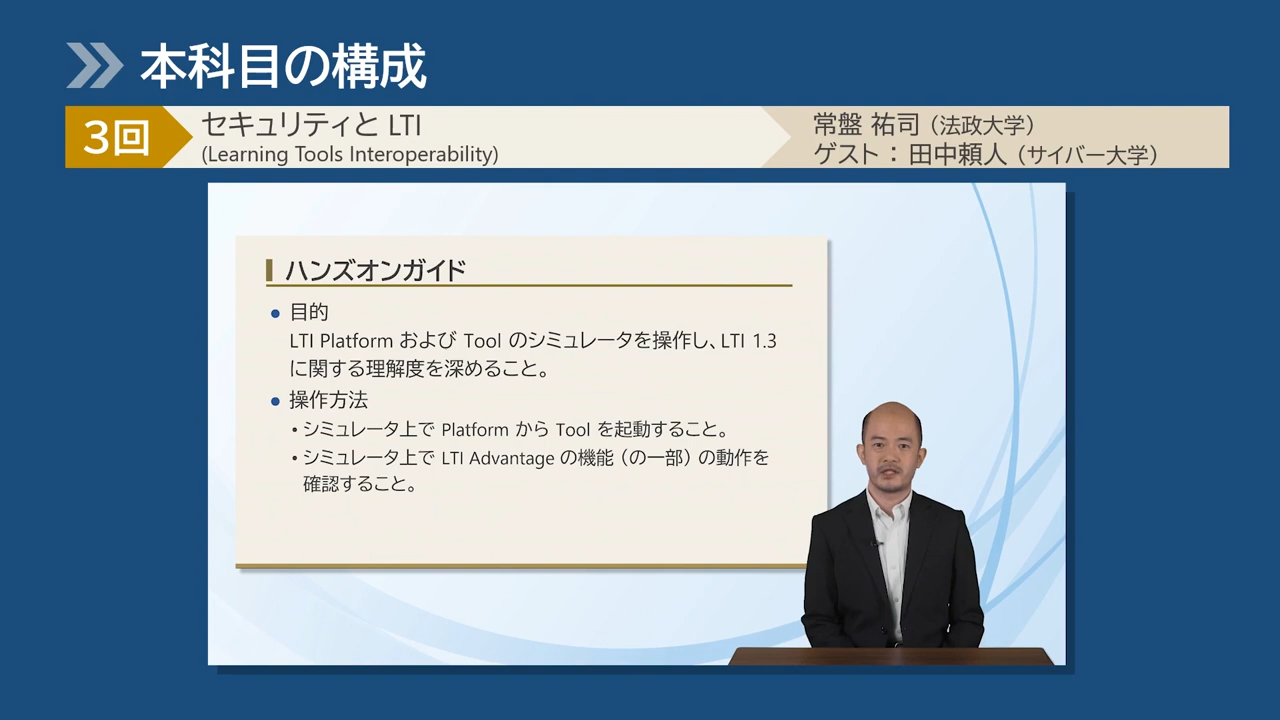 本科目の構成
3回
セキュリティと LTI
(Learning Tools Interoperability)
常盤 祐司（法政大学）
ゲスト：田中頼人（サイバー大学）
ハンズオンガイド
● 目的
LTI Platform および Tool のシミュレータを操作し、LTI 1.3
に関する理解度を深めること。
● 操作方法
・シミュレータ上で Platform から Tool を起動すること。
・シミュレータ上で LTI Advantage の機能（の一部）の動作を
確認すること。